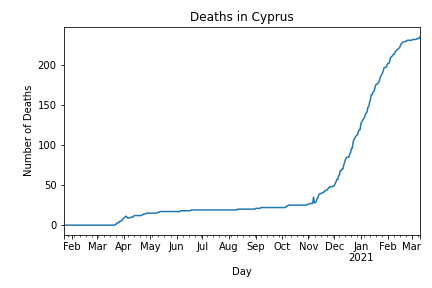 Deaths in Cyprus
Number of Deaths
200
150
100
50
0
Feb Mar Apr May Jun Jul Aug Sep Oct Nov Dec Jan Feb Mar
2021
Day